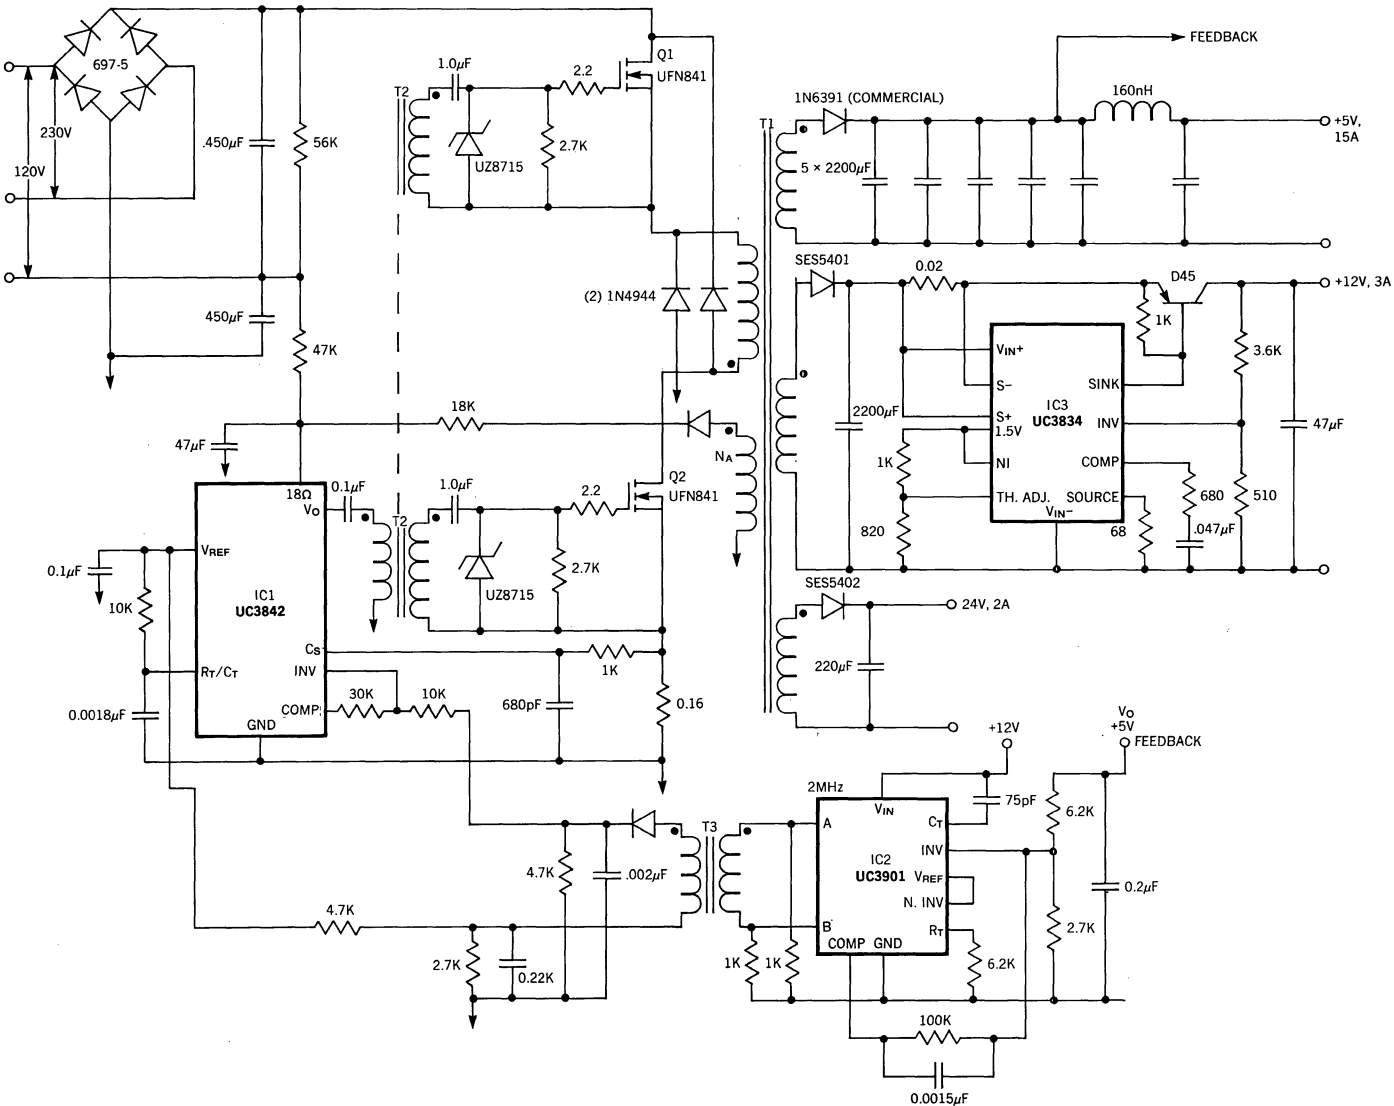 697-5
230V
120V
.450µF
56K
450µF
47K
T2
1.0µF
2.2
Q1
UFN841
UZ8715
2.7K
(2) 1N4944
T1
1N6391 (COMMERCIAL)
FEEDBACK
160nH
+5V,
15A
5 × 2200µF
SES5401
0.02
D45
+12V, 3A
1K
3.6K
VIN+
S−
SINK
IC3
UC3834
S+
1.5V
INV
2200µF
47µF
1K
NI
COMP
TH. ADJ.
SOURCE
680
510
VIN−
820
68
.047µF
18K
47µF
NA
18Ω
VO
0.1µF
T2
1.0µF
2.2
Q2
UFN841
UZ8715
2.7K
VREF
0.1µF
10K
IC1
UC3842
CS
1K
INV
RT/CT
0.0018µF
COMP
30K
10K
680pF
0.16
GND
SES5402
24V, 2A
220µF
+12V
VO
+5V
FEEDBACK
2MHz
VIN
75pF
6.2K
T3
A
CT
INV
IC2
UC3901
VREF
N. INV
0.2µF
4.7K
.002µF
B
RT
2.7K
COMP
GND
4.7K
2.7K
0.22K
1K
1K
6.2K
100K
0.0015µF